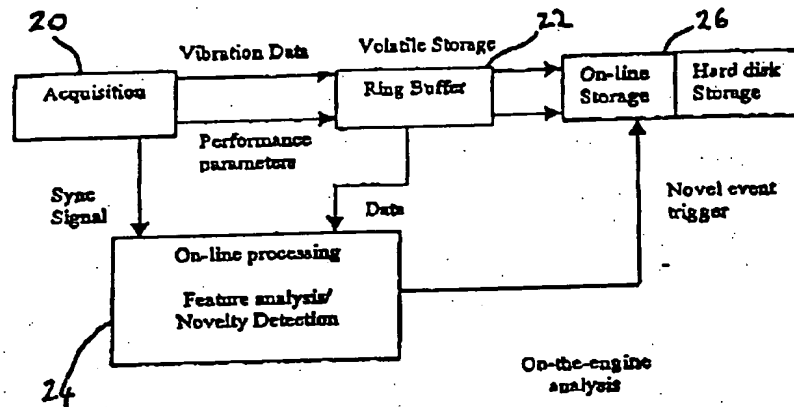 20
22
26
Vibration Data
Volatile Storage
Acquisition
Ring Buffer
On-line
Storage
Hard disk
Storage
Performance
parameters
Sync
Signal
Data
Novel event
trigger
On-line processing
Feature analysis/
Novelty Detection
24
On-the-engine
analysis